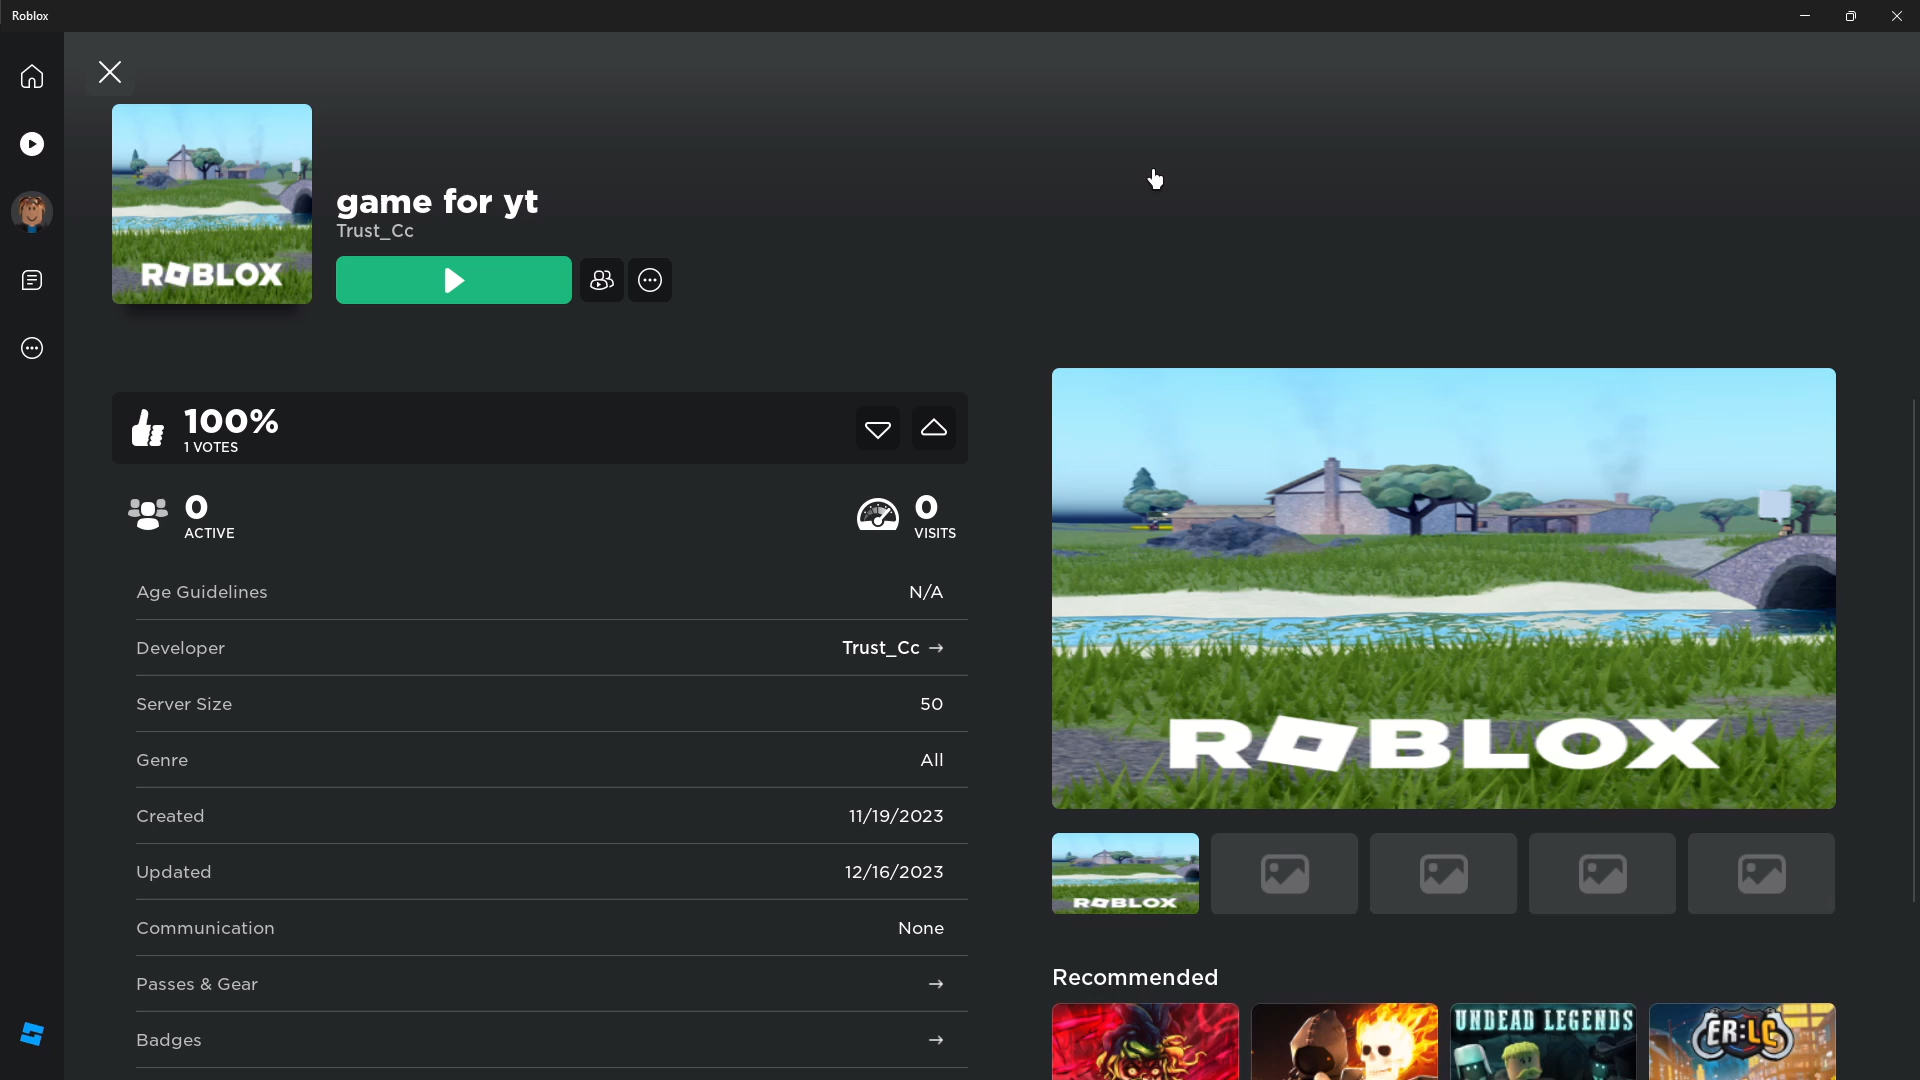 Roblox
ROBLOX
game for yt
Trust_Cc
100%
1 VOTES
0
ACTIVE
0
VISITS
Age Guidelines N/A
Developer Trust_Cc →
Server Size 50
Genre All
Created 11/19/2023
Updated 12/16/2023
Communication None
Passes & Gear →
Badges →
ROBLOX
ROBLOX
Recommended
UNDEAD LEGENDS
ER:LC